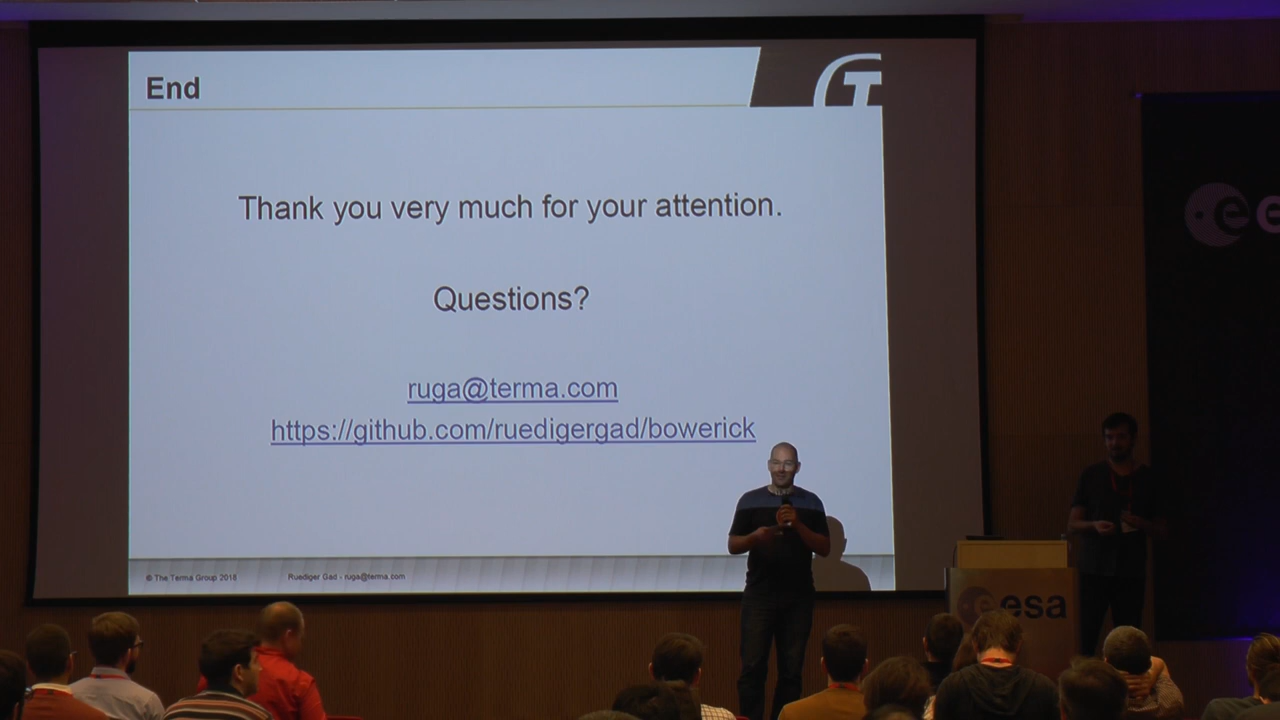 End
T
Thank you very much for your attention.
Questions?
ruga@terma.com
https://github.com/ruedigergad/bowerick
© The Terma Group 2018
Ruediger Gad - ruga@terma.com
esa